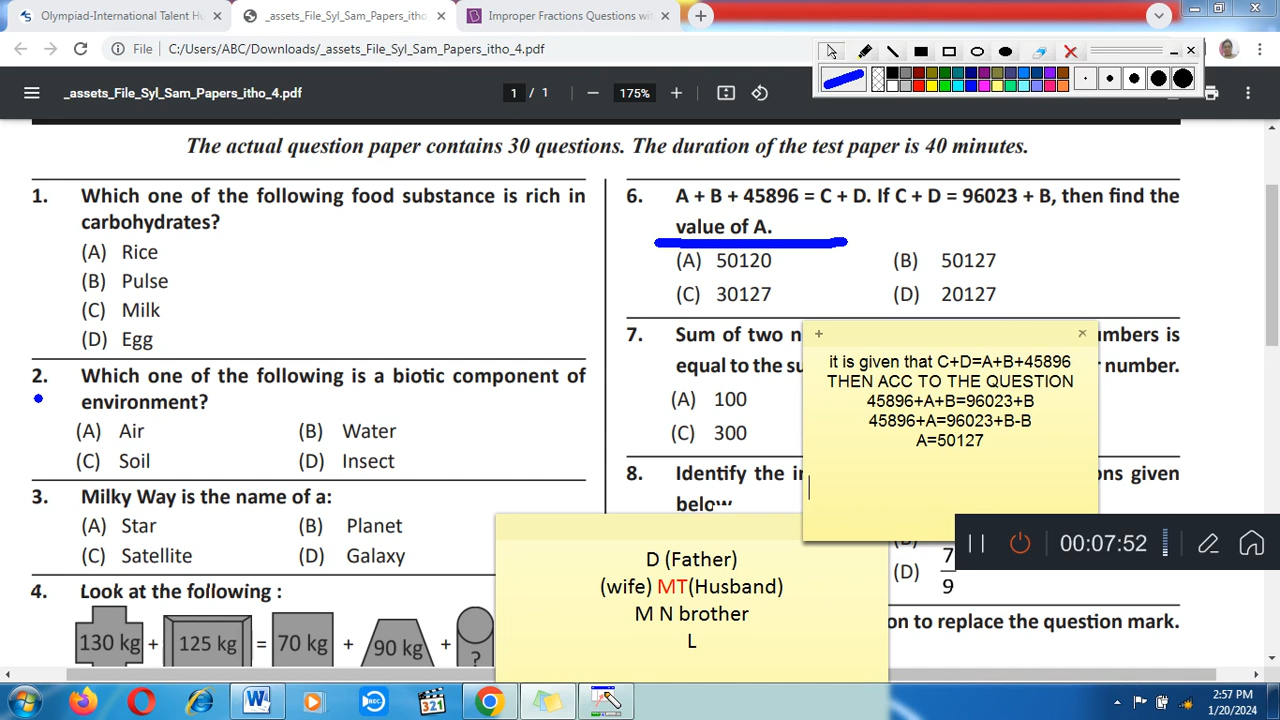 Olympiad-International Talent Hu
_assets_File_Syl_Sam_Papers_itho
Improper Fractions Questions wit
File C:/Users/ABC/Downloads/_assets_File_Syl_Sam_Papers_itho_4.pdf
_assets_File_Syl_Sam_Papers_itho_4.pdf
1 / 1
175%
The actual question paper contains 30 questions. The duration of the test paper is 40 minutes.
1. Which one of the following food substance is rich in
carbohydrates?
(A) Rice
(B) Pulse
(C) Milk
(D) Egg
2. Which one of the following is a biotic component of
environment?
(A) Air (B) Water
(C) Soil (D) Insect
3. Milky Way is the name of a:
(A) Star (B) Planet
(C) Satellite (D) Galaxy
4. Look at the following :
130 kg + 125 kg = 70 kg + 90 kg + ?
6. A + B + 45896 = C + D. If C + D = 96023 + B, then find the
value of A.
(A) 50120 (B) 50127
(C) 30127 (D) 20127
7. Sum of two n umbers is
equal to the su r number.
(A) 100
(C) 300
8. Identify the i ons given
below
(D) 7
9
on to replace the question mark.
it is given that C+D=A+B+45896
THEN ACC TO THE QUESTION
45896+A+B=96023+B
45896+A=96023+B-B
A=50127
D (Father)
(wife) MT(Husband)
M N brother
L
00:07:52
REC
321
2:57 PM
1/20/2024